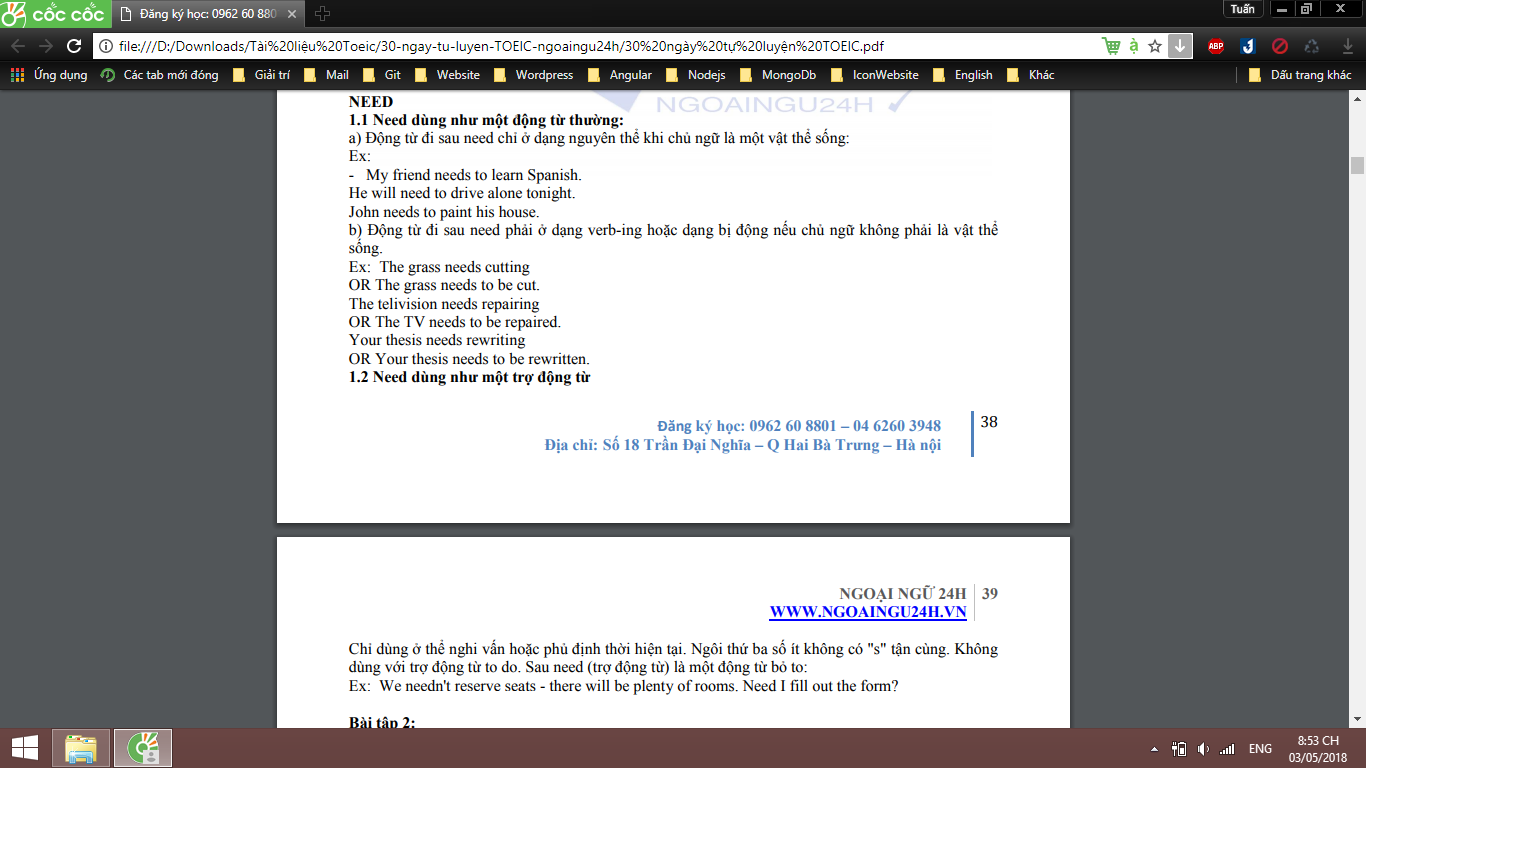 cốc cốc
Đăng ký học: 0962 60 880
Tuấn
file:///D:/Downloads/Tài%20liệu%20Toeic/30-ngay-tu-luyen-TOEIC-ngoaingu24h/30%20ngày%20tự%20luyện%20TOEIC.pdf
à
ABP
Ứng dụng Các tab mới đóng Giải trí Mail Git Website Wordpress Angular Nodejs MongoDb IconWebsite English Khác Dấu trang khác
NGOAINGU24H
NEED
1.1 Need dùng như một động từ thường:
a) Động từ đi sau need chỉ ở dạng nguyên thể khi chủ ngữ là một vật thể sống:
Ex:
- My friend needs to learn Spanish.
He will need to drive alone tonight.
John needs to paint his house.
b) Động từ đi sau need phải ở dạng verb-ing hoặc dạng bị động nếu chủ ngữ không phải là vật thể
sống.
Ex: The grass needs cutting
OR The grass needs to be cut.
The telivision needs repairing
OR The TV needs to be repaired.
Your thesis needs rewriting
OR Your thesis needs to be rewritten.
1.2 Need dùng như một trợ động từ
Đăng ký học: 0962 60 8801 – 04 6260 3948
Địa chỉ: Số 18 Trần Đại Nghĩa – Q Hai Bà Trưng – Hà nội
38
NGOẠI NGỮ 24H 39
WWW.NGOAINGU24H.VN
Chỉ dùng ở thể nghi vấn hoặc phủ định thời hiện tại. Ngôi thứ ba số ít không có "s" tận cùng. Không
dùng với trợ động từ to do. Sau need (trợ động từ) là một động từ bỏ to:
Ex: We needn't reserve seats - there will be plenty of rooms. Need I fill out the form?
Bài tập 2:
ENG
8:53 CH
03/05/2018